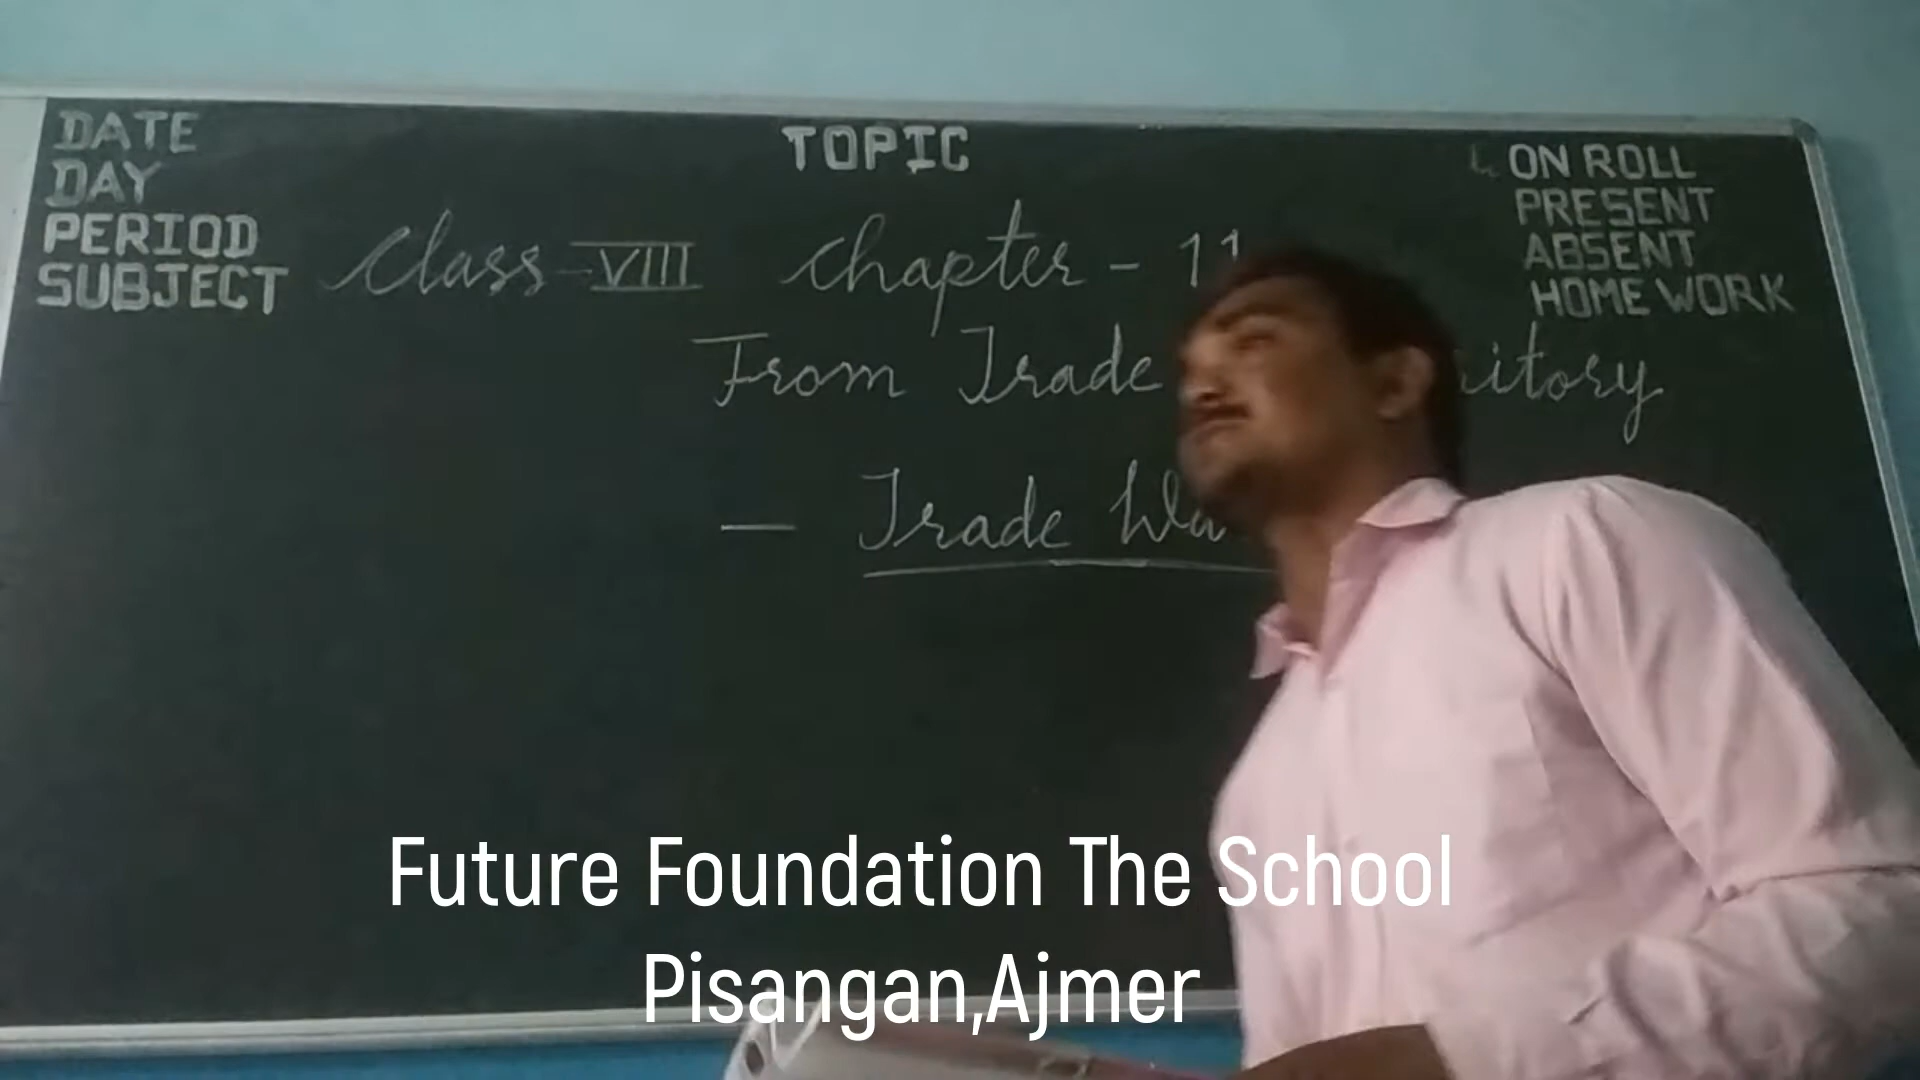 DATE
DAY
PERIOD
SUBJECT
TOPIC
ON ROLL
PRESENT
ABSENT
HOME WORK
Class - VIII Chapter - 11
From Trade
Trade
Future Foundation The School
Pisangan,Ajmer